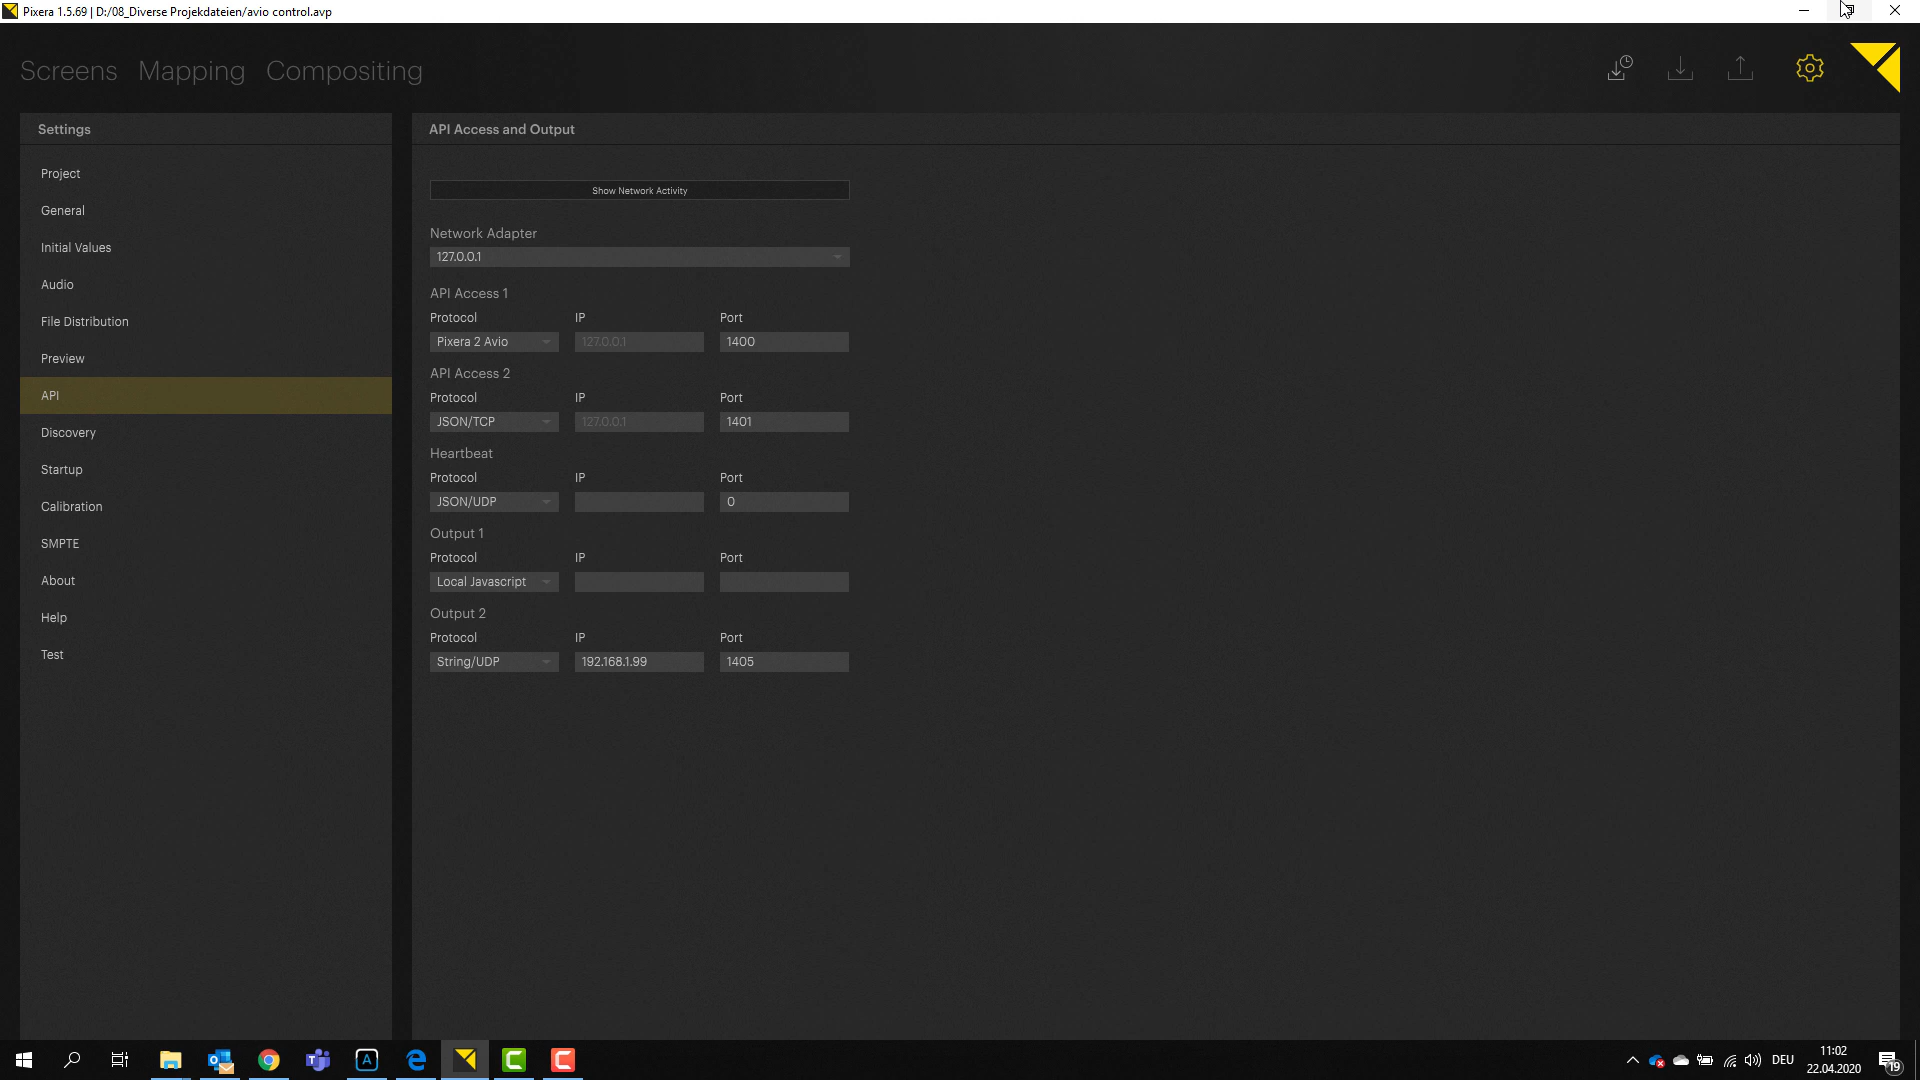 Pixera 1.5.69 | D:/08_Diverse Projekdateien/avio control.avp
Screens Mapping Compositing
Settings
Project
General
Initial Values
Audio
File Distribution
Preview
API
Discovery
Startup
Calibration
SMPTE
About
Help
Test
API Access and Output
Show Network Activity
Network Adapter
127.0.0.1
API Access 1
Protocol IP Port
Pixera 2 Avio 127.0.0.1 1400
API Access 2
Protocol IP Port
JSON/TCP 127.0.0.1 1401
Heartbeat
Protocol IP Port
JSON/UDP 0
Output 1
Protocol IP Port
Local Javascript
Output 2
Protocol IP Port
String/UDP 192.168.1.99 1405
DEU
11:02
22.04.2020
19